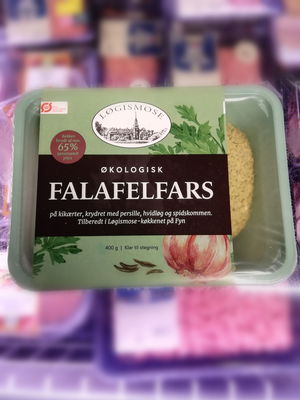 LØGISMOSE
65%
ØKOLOGISK
FALAFELFARS
på kikærter, krydret med persille, hvidløg og spidskommen.
Tilberedt i Løgismose-køkkenet på Fyn
400 g | Klar til stegning